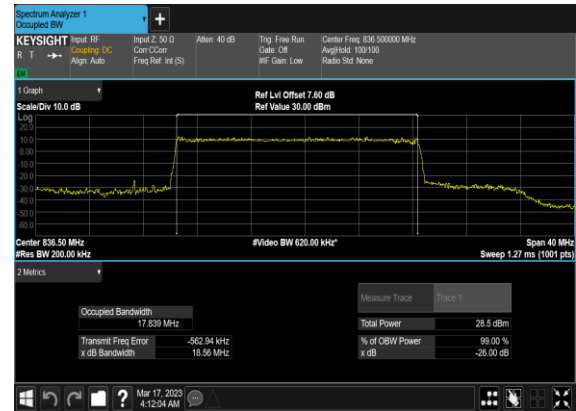 Spectrum Analyzer 1
Occupied BW
+
KEYSIGHT Input: RF Input Z: 50 Ω Atten: 40 dB Trig: Free Run Center Freq: 836.500000 MHz
R T Coupling: DC Corr CCorr Gate: Off Avg|Hold: 100/100
Align: Auto Freq Ref: Int (S) #IF Gain: Low Radio Std: None
LXI
1 Graph
Ref Lvl Offset 7.60 dB
Scale/Div 10.0 dB Ref Value 30.00 dBm
Log
20.0
10.0
0.00
-10.0
-20.0
-30.0
-40.0
-50.0
-60.0
Center 836.50 MHz #Video BW 620.00 kHz* Span 40 MHz
#Res BW 200.00 kHz Sweep 1.27 ms (1001 pts)
2 Metrics
Measure Trace Trace 1
Occupied Bandwidth
17.839 MHz
Total Power 28.5 dBm
Transmit Freq Error -562.94 kHz % of OBW Power 99.00 %
x dB Bandwidth 18.56 MHz x dB -26.00 dB
?
Mar 17, 2023
4:12:04 AM